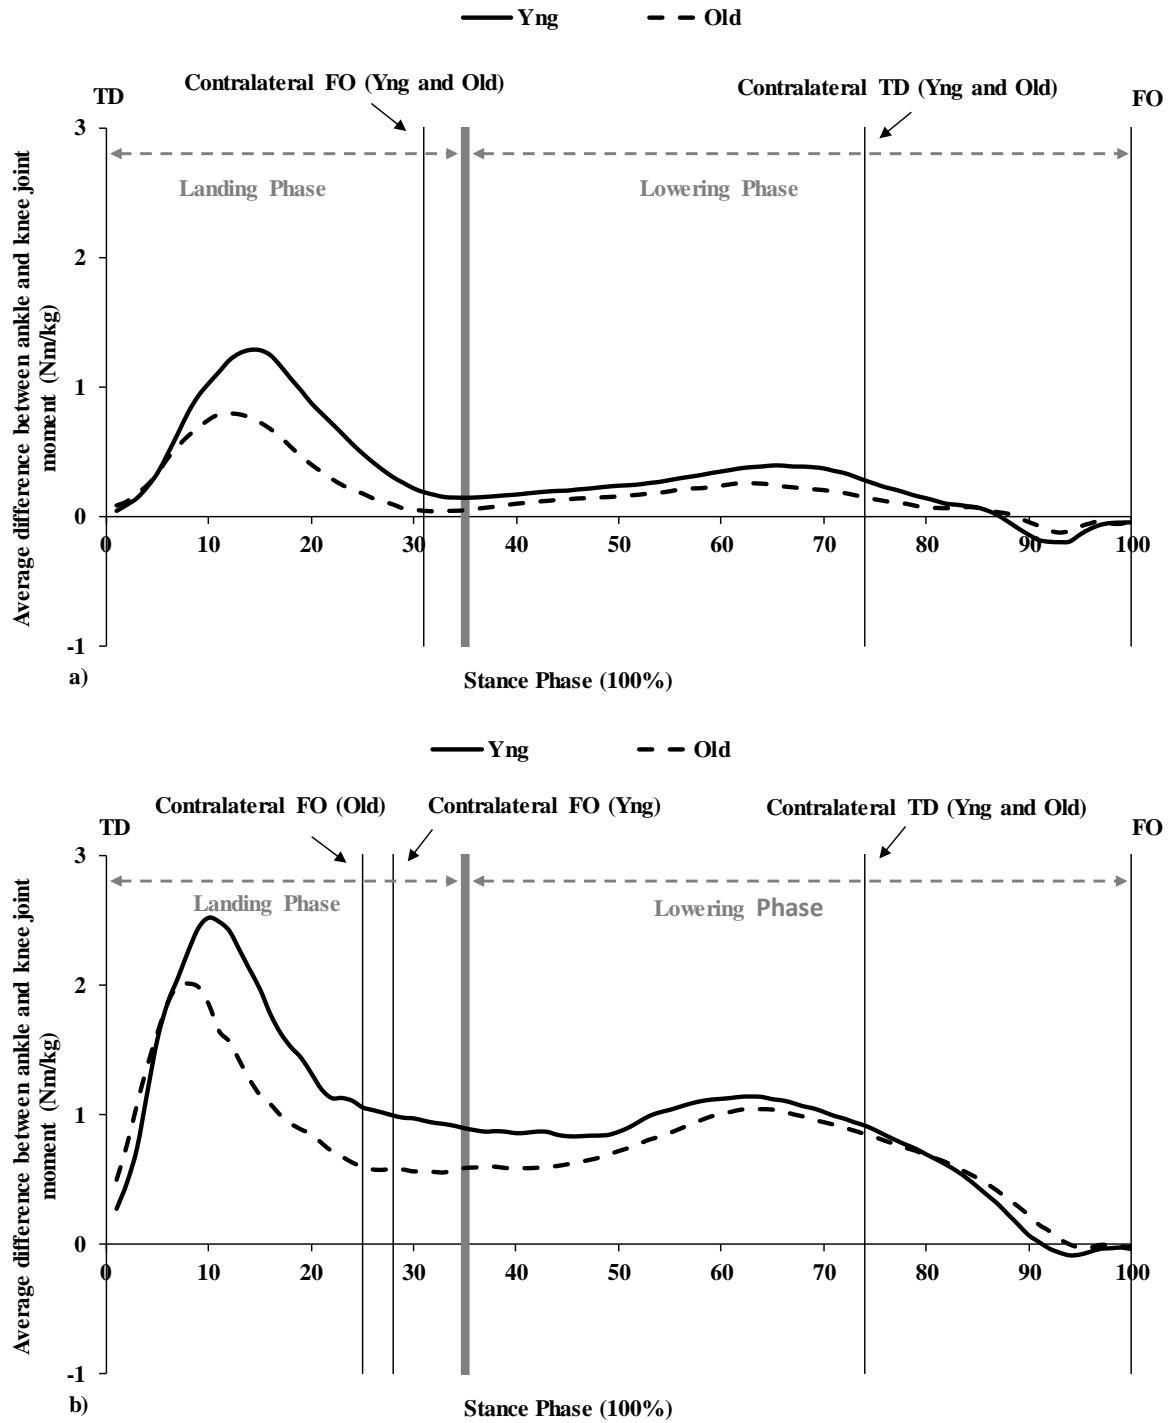 Yng Old
Contralateral FO (Yng and Old) Contralateral TD (Yng and Old)
TD FO
3
Landing Phase Lowering Phase
2
1
0
0 10 20 30 40 50 60 70 80 90 100
-1
Average difference between ankle and knee joint
moment (Nm/kg)
a)
Stance Phase (100%)
Yng Old
Contralateral FO (Old) Contralateral FO (Yng) Contralateral TD (Yng and Old)
TD FO
3
Landing Phase Lowering Phase
2
1
0
0 10 20 30 40 50 60 70 80 90 100
-1
Average difference between ankle and knee joint
moment (Nm/kg)
b)
Stance Phase (100%)